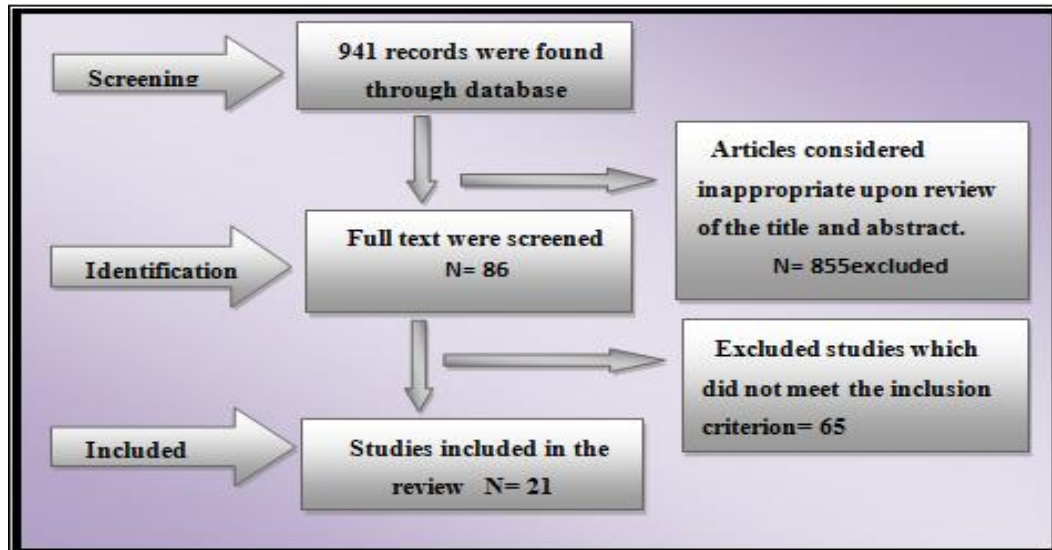 941 records were found
through database
Screening
Articles considered
inappropriate upon review
of the title and abstract.
N= 855excluded
Full text were screened
N= 86
Identification
Excluded studies which
did not meet the inclusion
criterion= 65
Included
Studies included in the
review N= 21